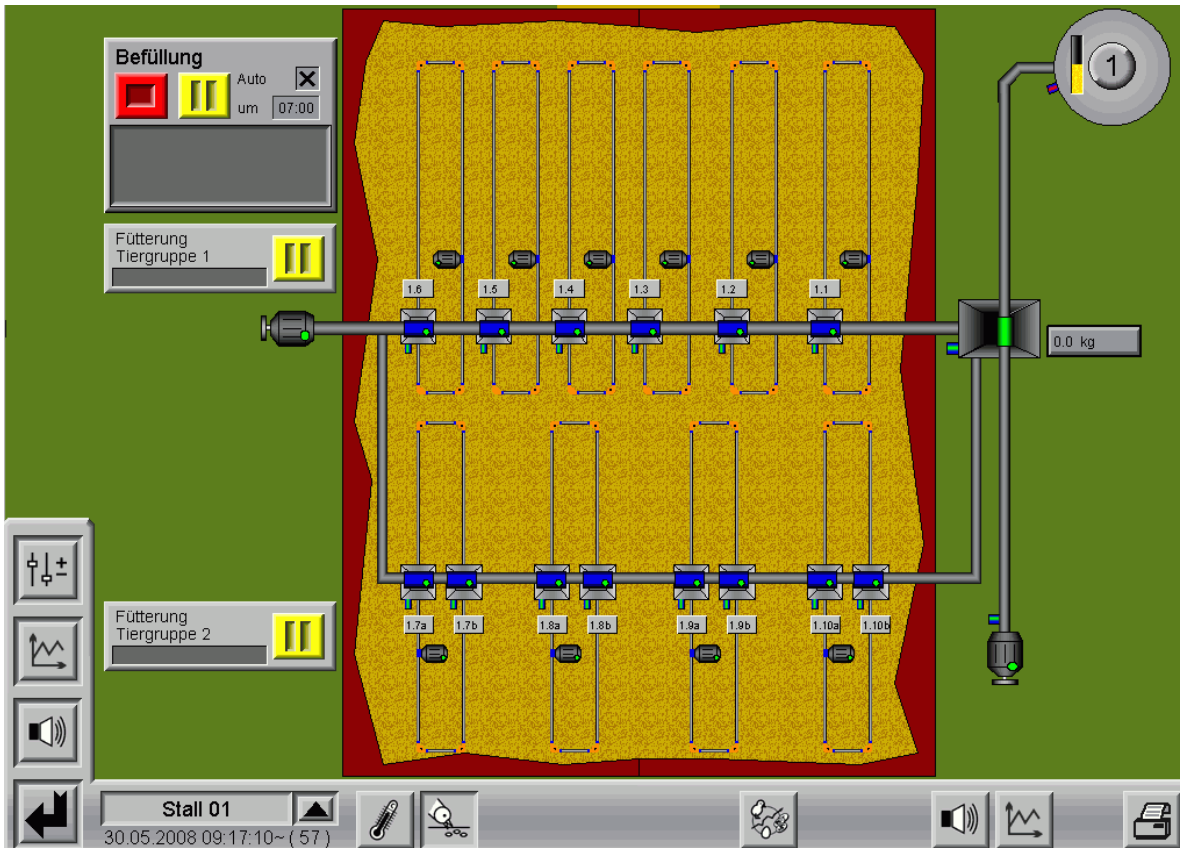 Befüllung
Auto
um 07:00
1
Fütterung
Tiergruppe 1
1.6 1.5 1.4 1.3 1.2 1.1
0.0 kg
Fütterung
Tiergruppe 2
1.7a 1.7b 1.8a 1.8b 1.9a 1.9b 1.10a 1.10b
Stall 01
30.05.2008 09:17:10~ ( 57 )